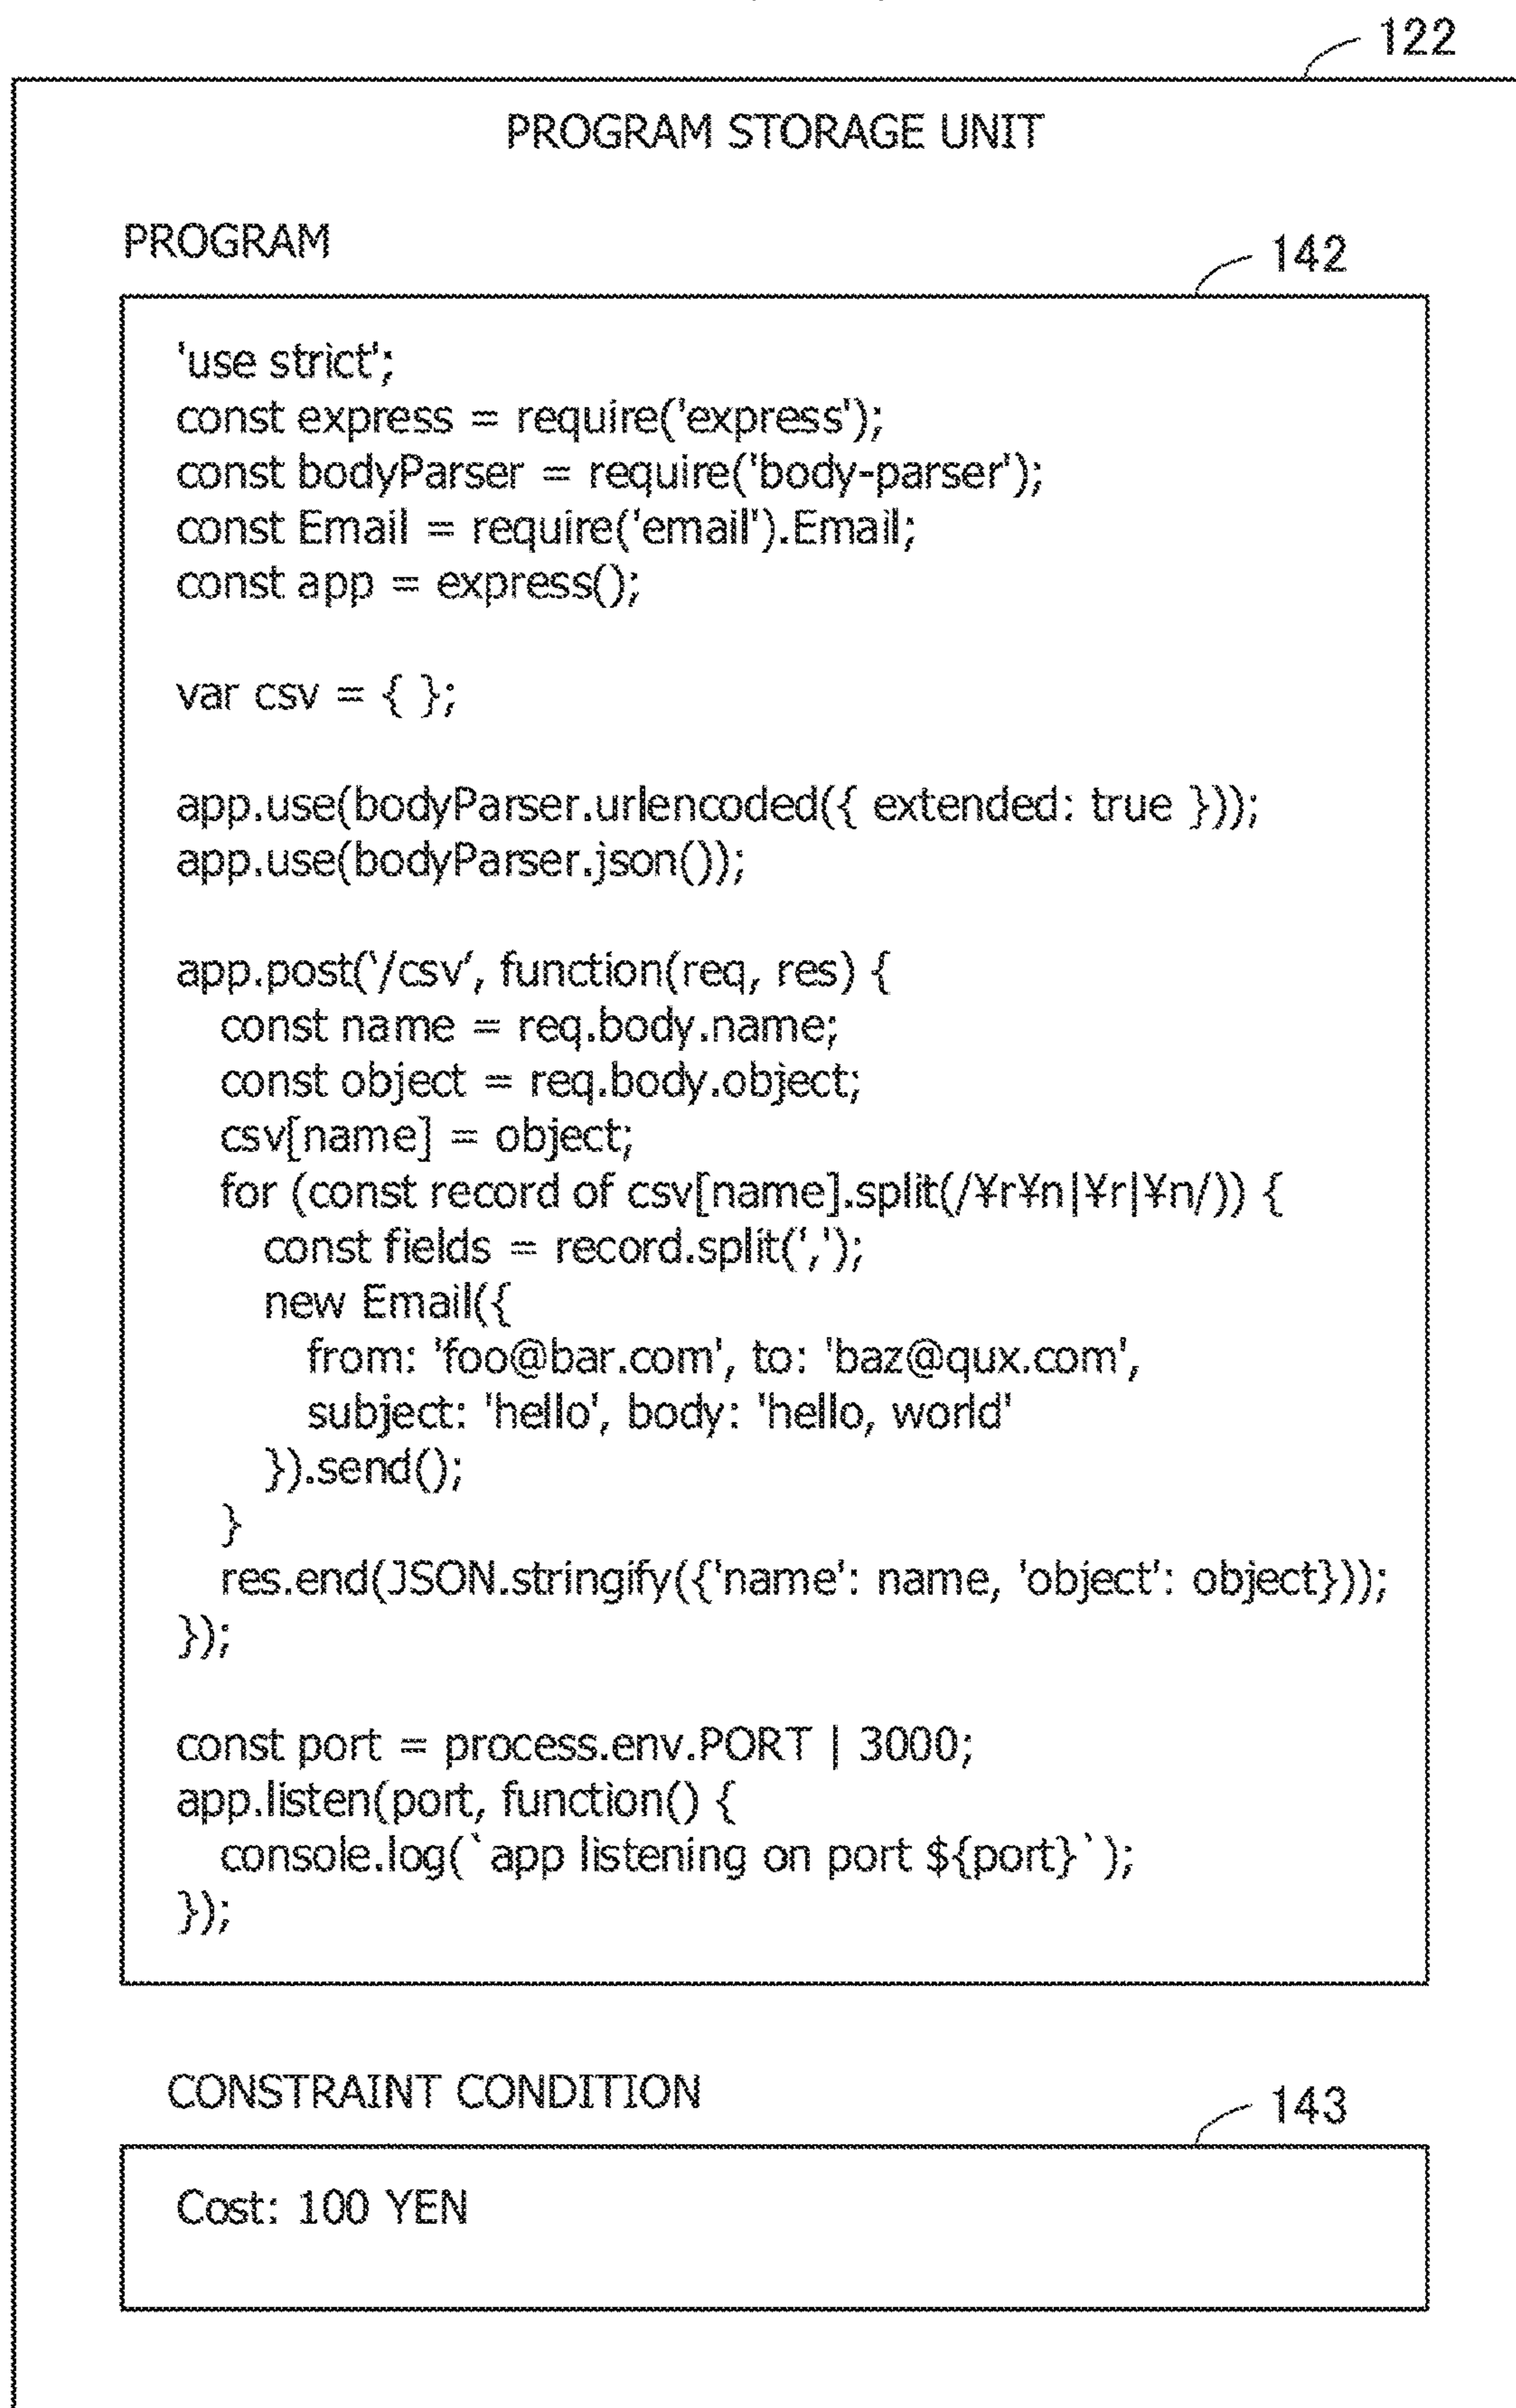 122
PROGRAM STORAGE UNIT
PROGRAM
142
'use strict';
const express = require('express');
const bodyParser = require('body-parser');
const Email = require('email').Email;
const app = express();
var csv = { };
app.use(bodyParser.urlencoded({ extended: true }));
app.use(bodyParser.json());
app.post('/csv', function(req, res) {
const name = req.body.name;
const object = req.body.object;
csv[name] = object;
for (const record of csv[name].split(/¥r¥n|¥r|¥n/)) {
const fields = record.split(',');
new Email({
from: 'foo@bar.com', to: 'baz@qux.com',
subject: 'hello', body: 'hello, world'
}).send();
}
res.end(JSON.stringify({'name': name, 'object': object}));
});
const port = process.env.PORT | 3000;
app.listen(port, function() {
console.log(`app listening on port ${port}`);
});
CONSTRAINT CONDITION
143
Cost: 100 YEN